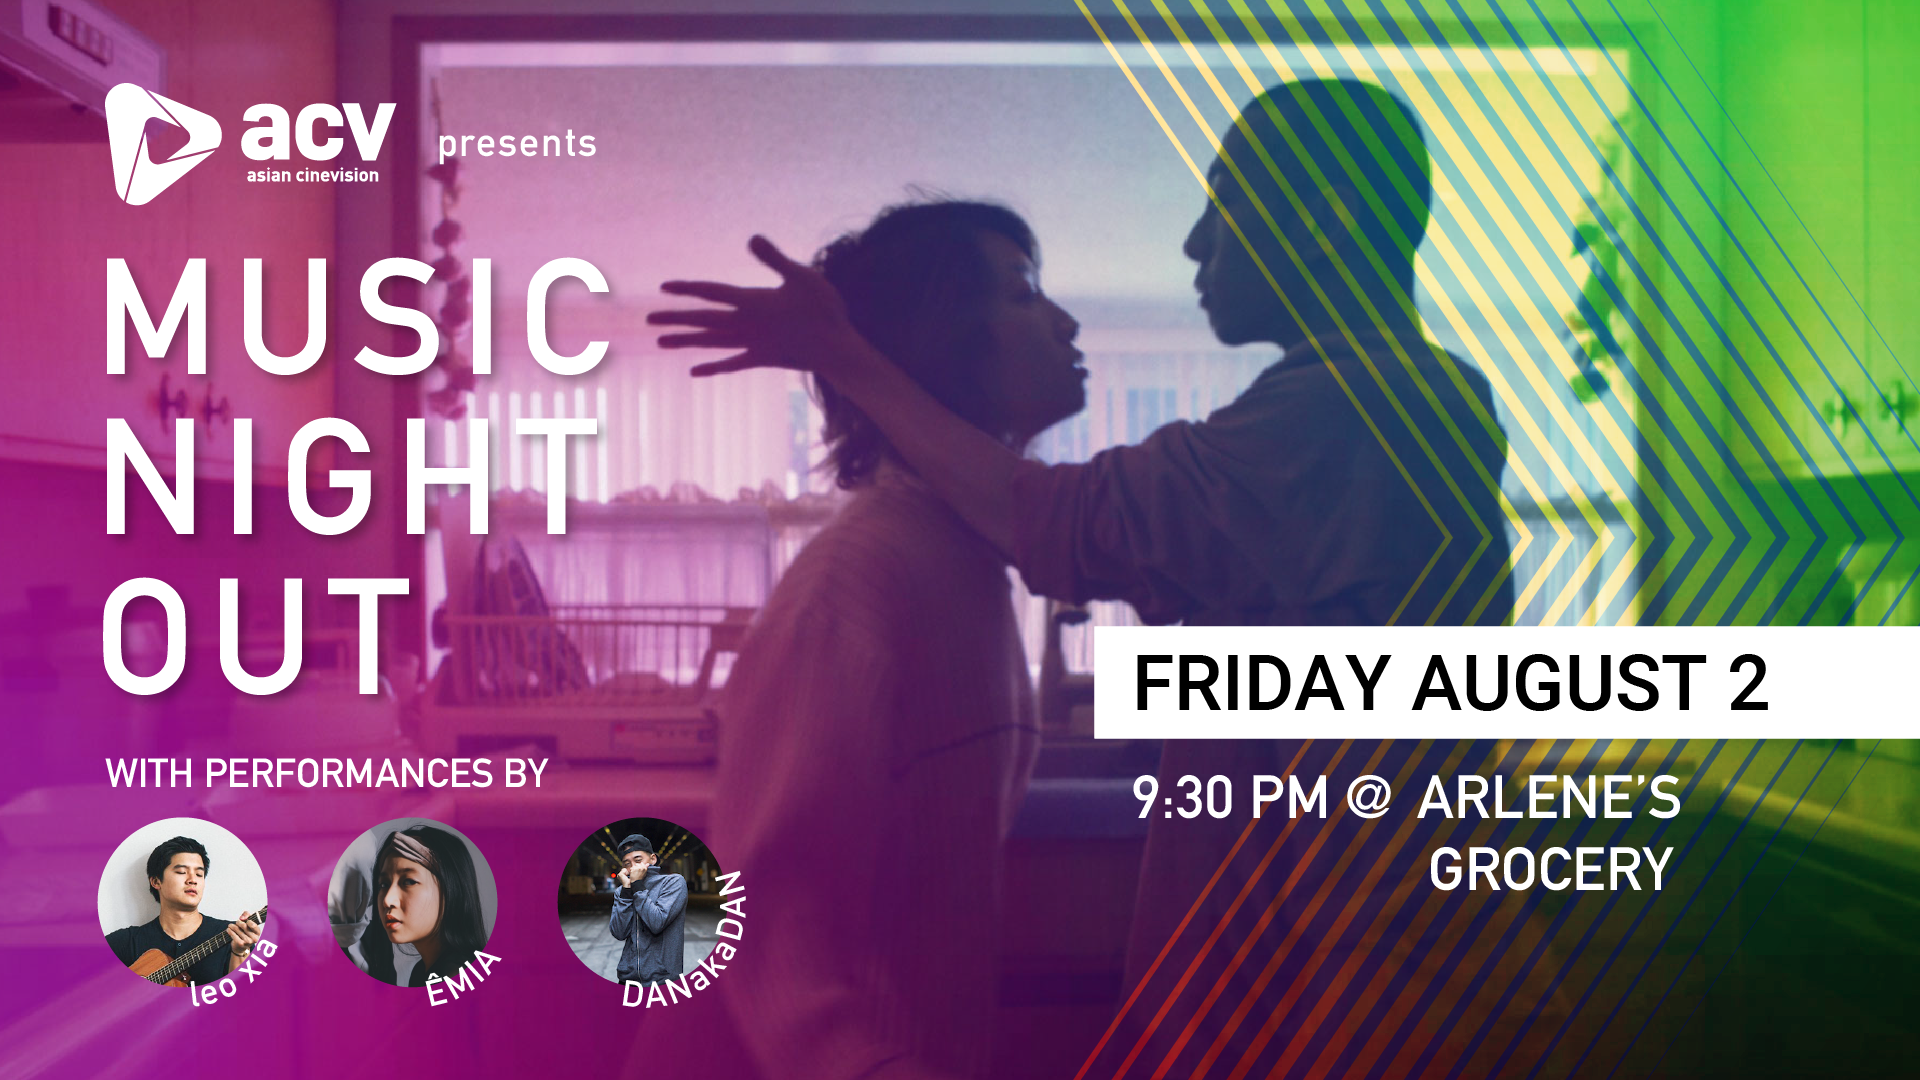 acv
asian cinevision
presents
MUSIC
NIGHT
OUT
FRIDAY AUGUST 2
9:30 PM @ ARLENE'S
GROCERY
WITH PERFORMANCES BY
leo xia
ÊMIA
DANakaDAN